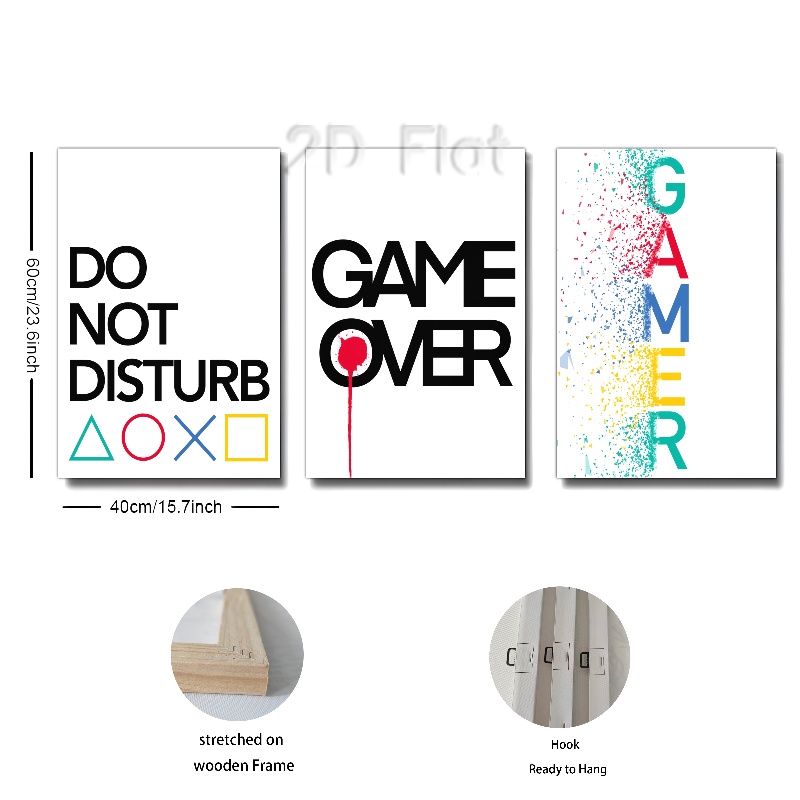 2D Flat
60cm/23.6inch
DO
NOT
DISTURB
GAME
OVER
GAMER
40cm/15.7inch
stretched on
wooden Frame
Hook
Ready to Hang